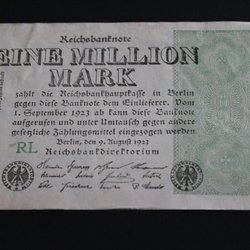 Reichsbanknote
EINE MILLION
MARK
zahlt die Reichsbankhauptkasse in Berlin
gegen diese Banknote dem Einlieferer. Vom
1. September 1923 ab kann diese Banknote
aufgerufen und unter Umtausch gegen andere
gesetzliche Zahlungsmittel eingezogen werden
Berlin, den 9. August 1923
RL
Reichsbankdirektorium